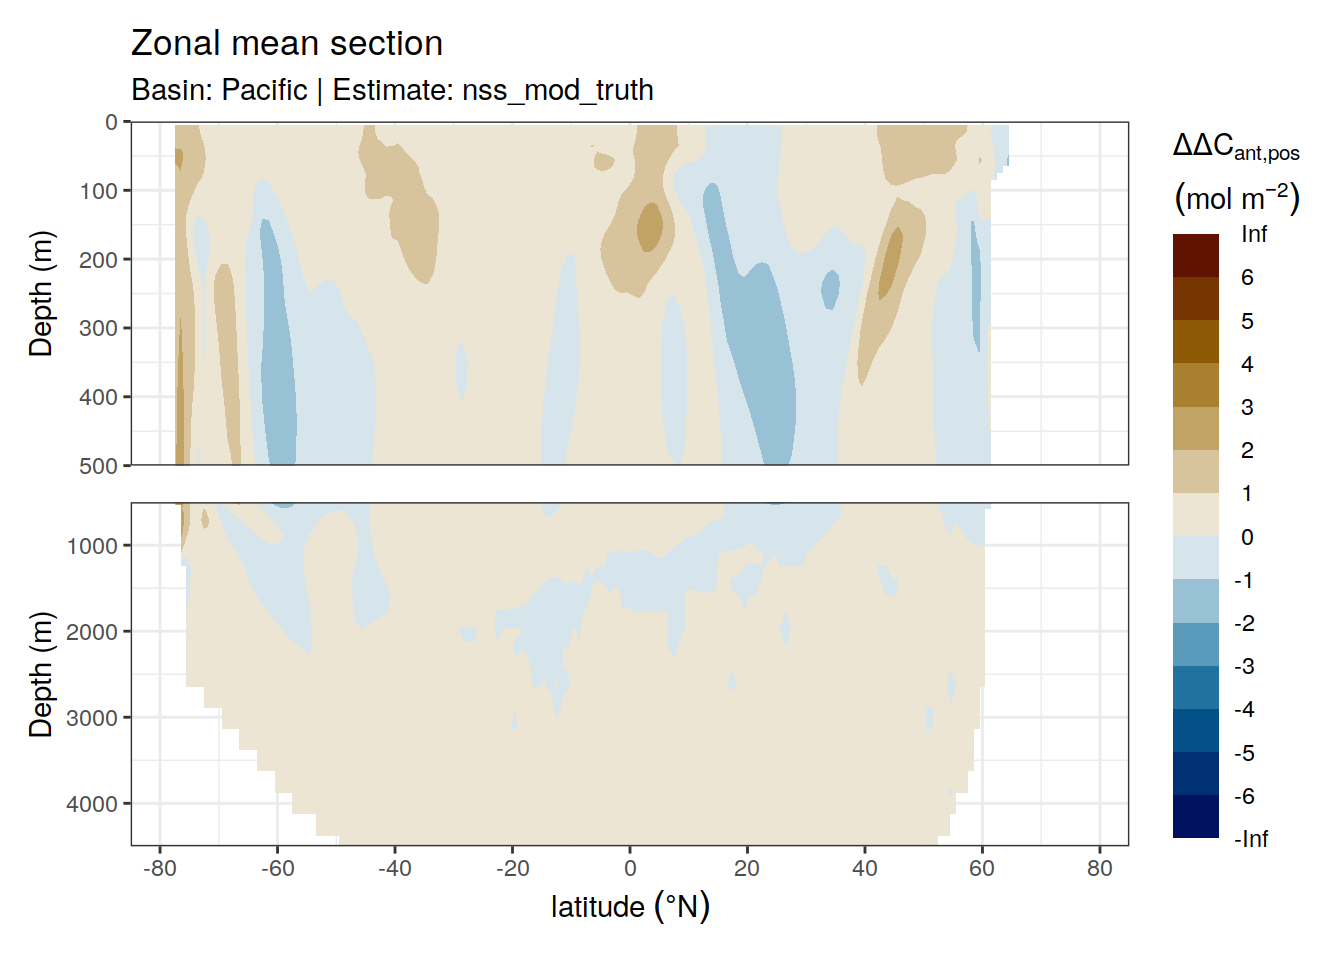 Zonal mean section
Basin: Pacific | Estimate: nss_mod_truth
Depth (m)
0
100
200
300
400
500
Depth (m)
1000
2000
3000
4000
-80 -60 -40 -20 0 20 40 60 80
latitude (°N)
ΔΔC_ant,pos
(mol m⁻²)
Inf
6
5
4
3
2
1
0
-1
-2
-3
-4
-5
-6
-Inf